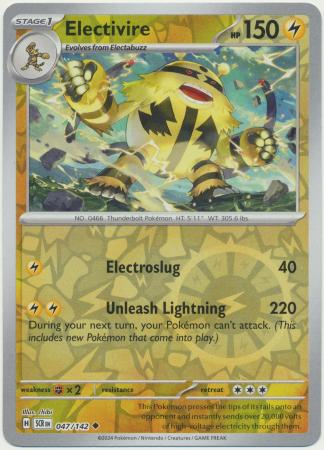 STAGE 1
Electivire
HP 150
Evolves from Electabuzz
NO. 0466 Thunderbolt Pokémon HT: 5'11" WT: 305.6 lbs.
Electroslug 40
Unleash Lightning 220
During your next turn, your Pokémon can't attack. (This
includes new Pokémon that come into play.)
weakness ×2 resistance retreat
Illus. chibi
H SCR EN 047/142
This Pokémon presses the tips of its tails onto an
opponent and instantly sends over 20,000 volts
of high-voltage electricity through them.
©2024 Pokémon / Nintendo / Creatures / GAME FREAK